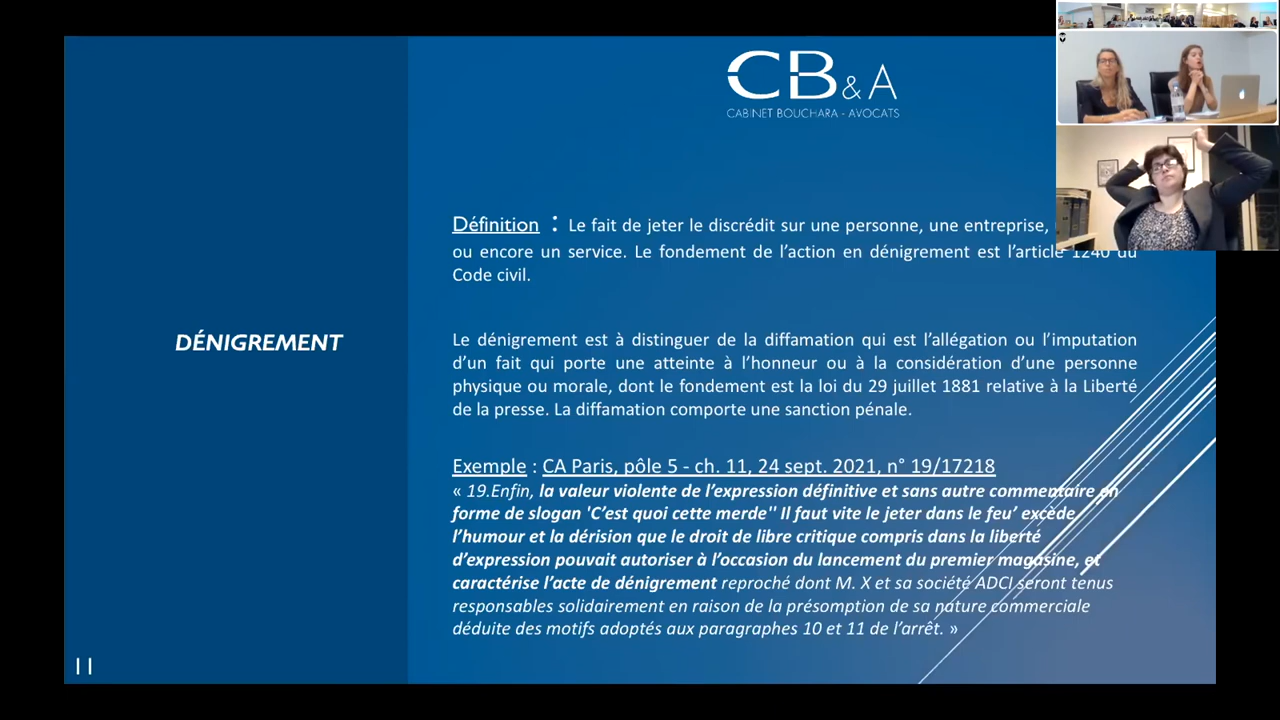 CB&A
CABINET BOUCHARA - AVOCATS
Définition : Le fait de jeter le discrédit sur une personne, une entreprise,
ou encore un service. Le fondement de l'action en dénigrement est l'article 1240 du
Code civil.
DÉNIGREMENT
Le dénigrement est à distinguer de la diffamation qui est l'allégation ou l'imputation
d'un fait qui porte une atteinte à l'honneur ou à la considération d'une personne
physique ou morale, dont le fondement est la loi du 29 juillet 1881 relative à la Liberté
de la presse. La diffamation comporte une sanction pénale.
Exemple : CA Paris, pôle 5 - ch. 11, 24 sept. 2021, n° 19/17218
« 19.Enfin, la valeur violente de l'expression définitive et sans autre commentaire en
forme de slogan 'C'est quoi cette merde'' Il faut vite le jeter dans le feu' excède
l'humour et la dérision que le droit de libre critique compris dans la liberté
d'expression pouvait autoriser à l'occasion du lancement du premier magasine, et
caractérise l'acte de dénigrement reproché dont M. X et sa société ADCI seront tenus
responsables solidairement en raison de la présomption de sa nature commerciale
déduite des motifs adoptés aux paragraphes 10 et 11 de l'arrêt. »
11